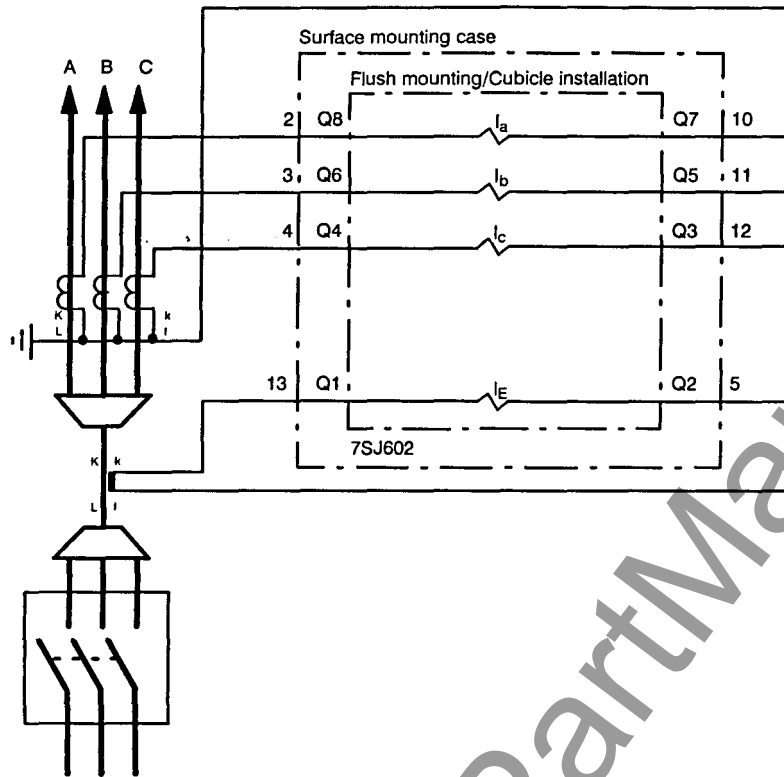 Surface mounting case
A B C
Flush mounting/Cubicle installation
2 Q8 Ia Q7 10
3 Q6 Ib Q5 11
4 Q4 Ic Q3 12
K k
L l
13 Q1 IE Q2 5
7SJ602
K k
L l
PartMa